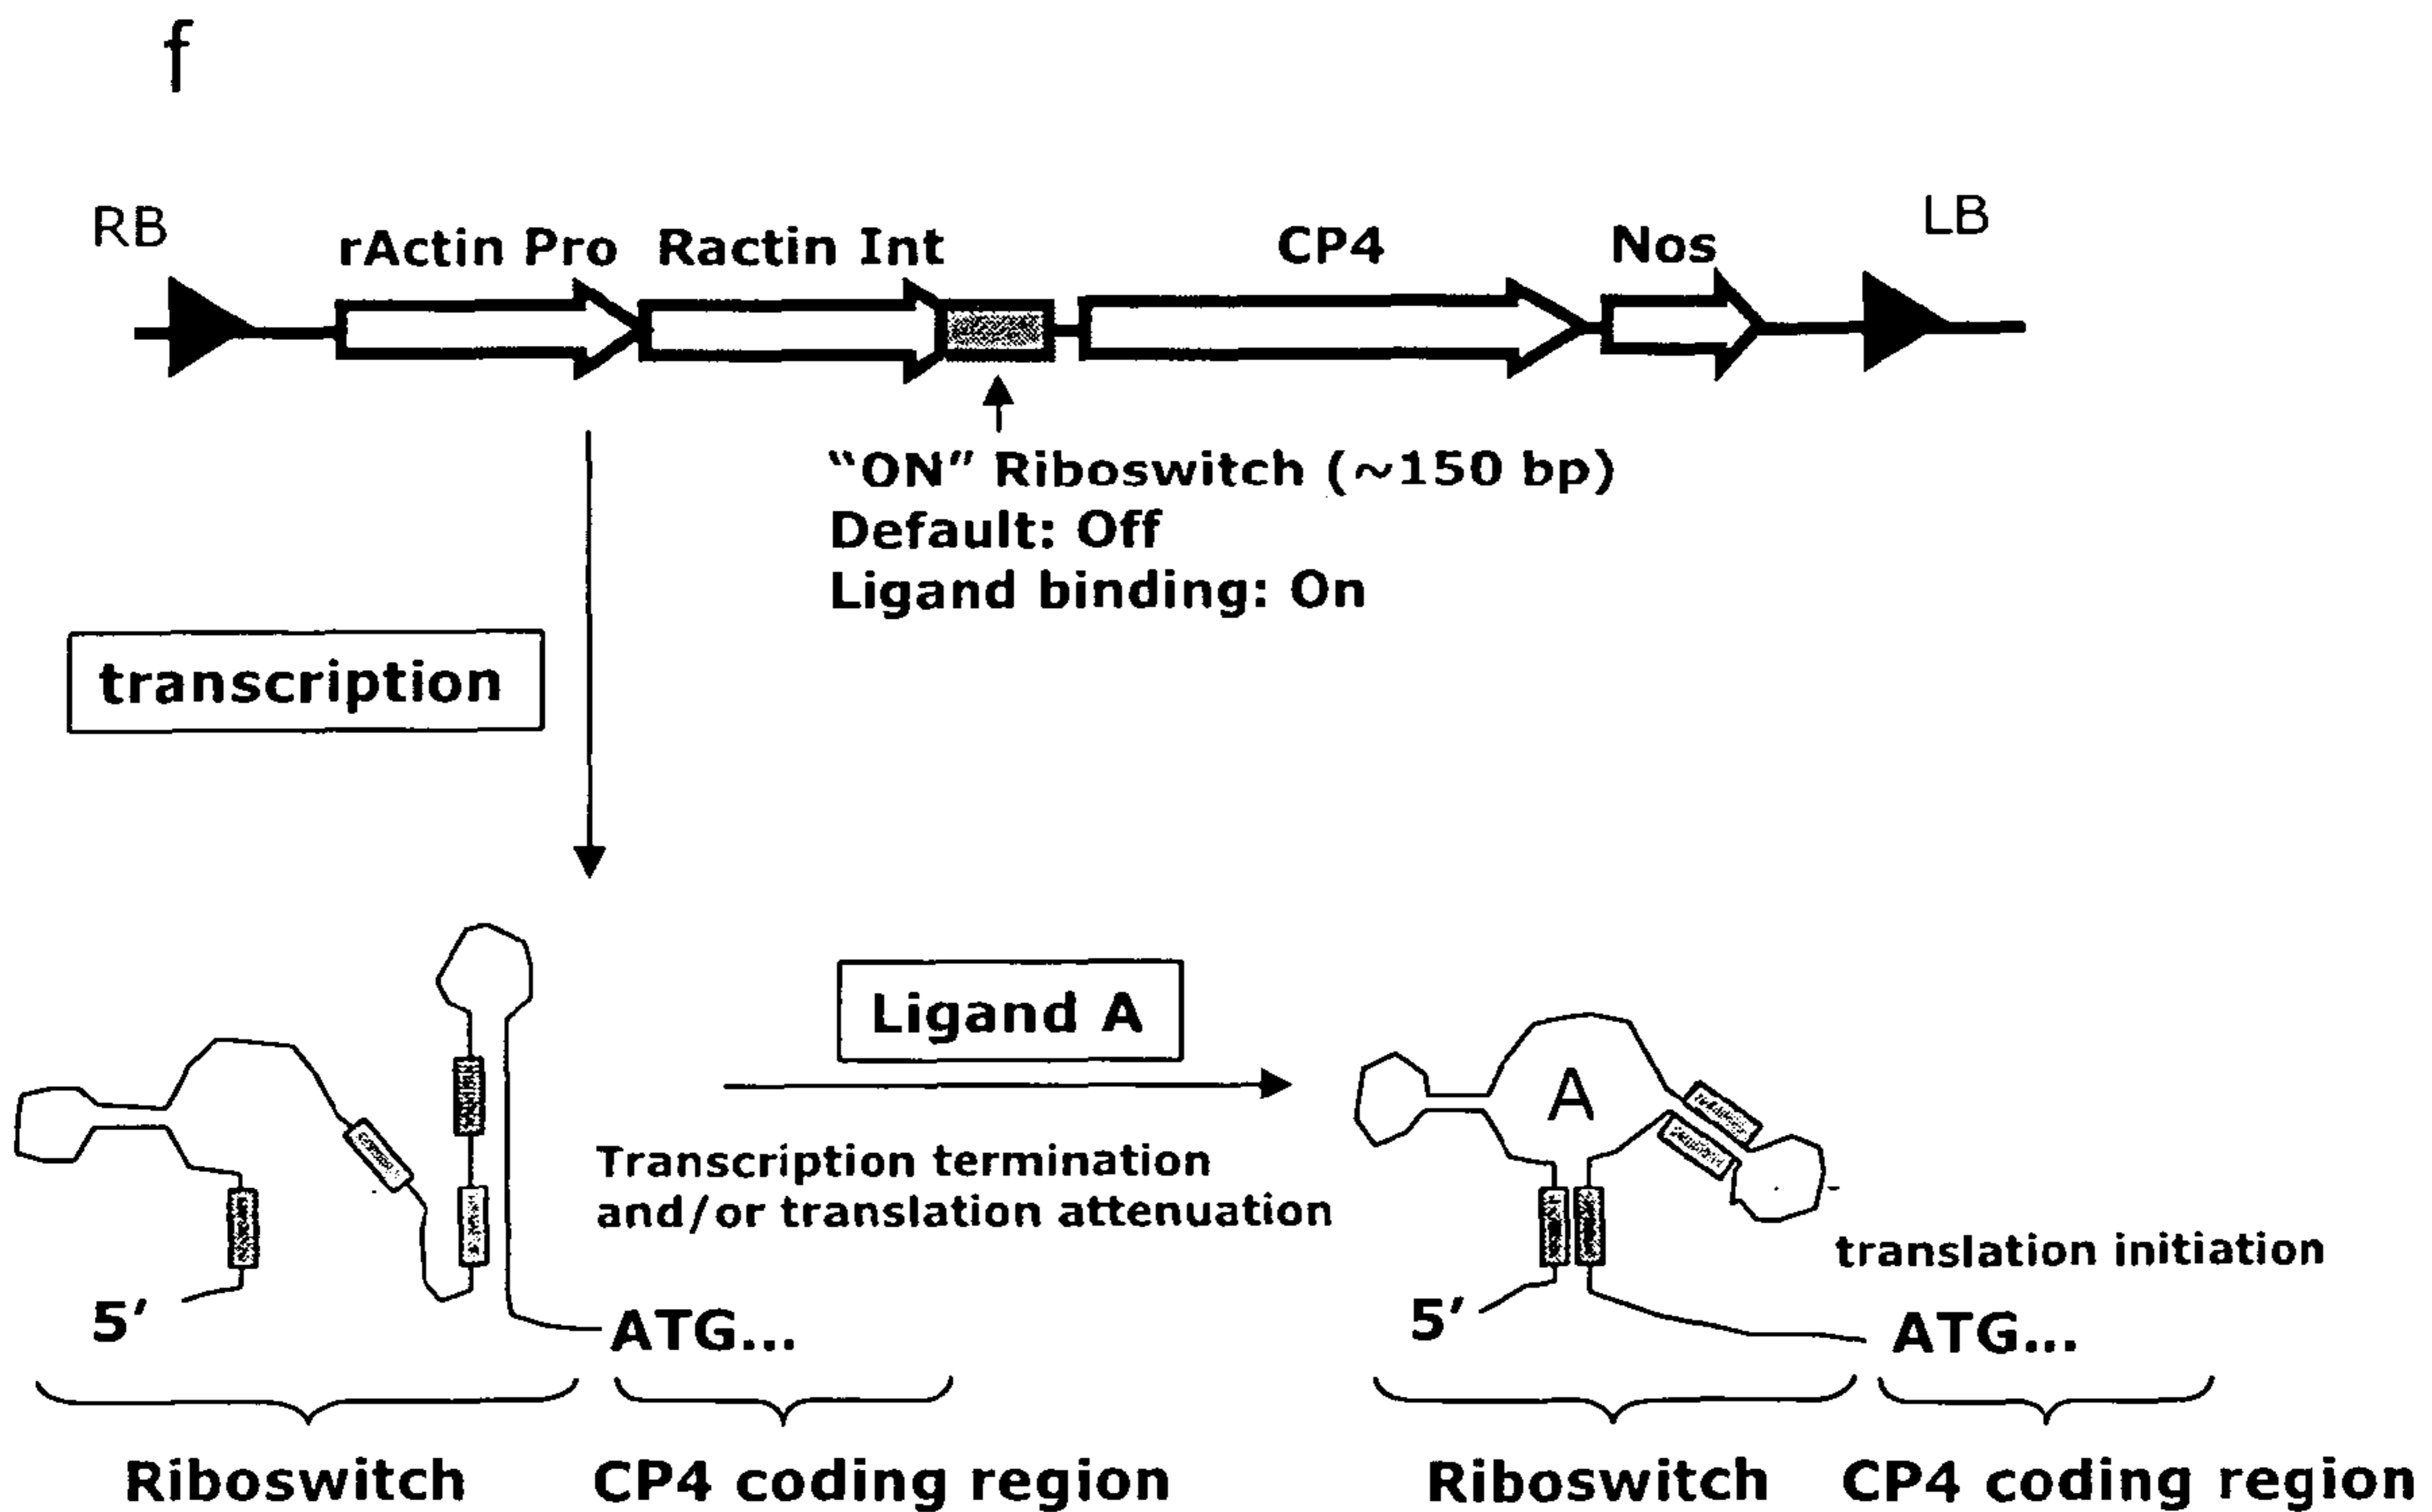 f
RB
rActin Pro
Ractin Int
CP4
Nos
LB
“ON” Riboswitch (~150 bp)
Default: Off
Ligand binding: On
transcription
Ligand A
Transcription termination
and/or translation attenuation
A
translation initiation
5’
ATG...
5’
ATG...
Riboswitch
CP4 coding region
Riboswitch
CP4 coding region